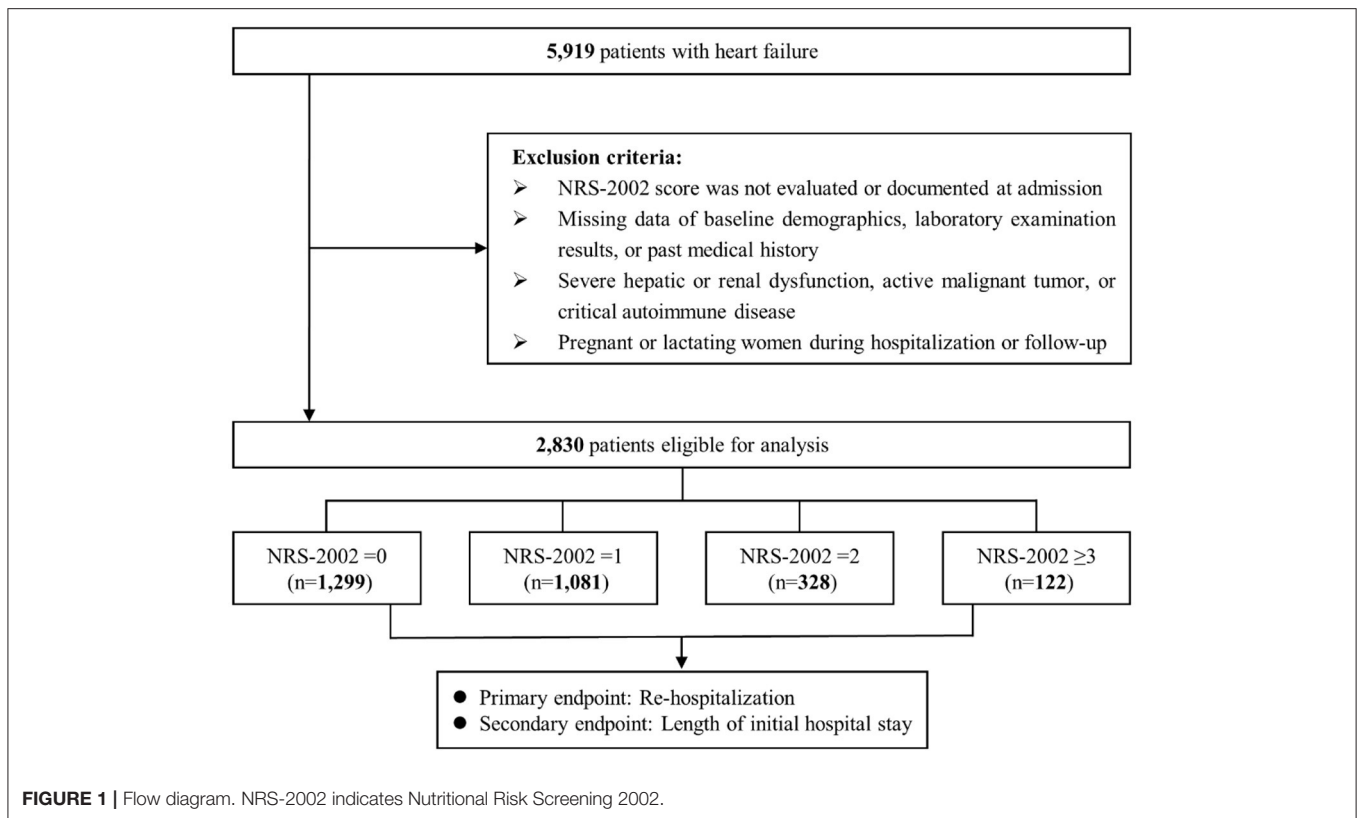 5,919 patients with heart failure
Exclusion criteria:
➢ NRS-2002 score was not evaluated or documented at admission
➢ Missing data of baseline demographics, laboratory examination
results, or past medical history
➢ Severe hepatic or renal dysfunction, active malignant tumor, or
critical autoimmune disease
➢ Pregnant or lactating women during hospitalization or follow-up
2,830 patients eligible for analysis
NRS-2002 =0
(n=1,299)
NRS-2002 =1
(n=1,081)
NRS-2002 =2
(n=328)
NRS-2002 ≥3
(n=122)
● Primary endpoint: Re-hospitalization
● Secondary endpoint: Length of initial hospital stay
FIGURE 1 | Flow diagram. NRS-2002 indicates Nutritional Risk Screening 2002.